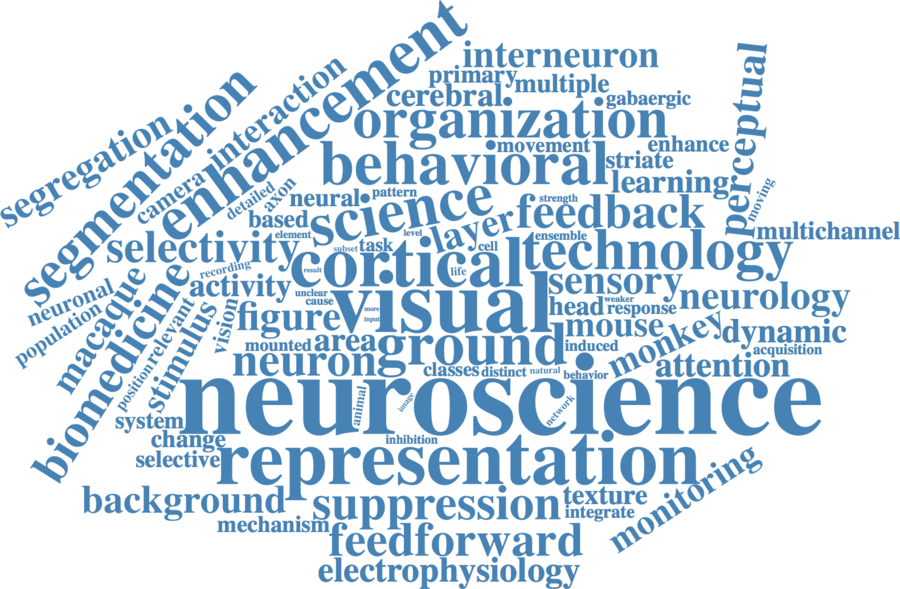 interneuron
primary
multiple
cerebral
gabaergic
organization
perceptual
enhancement
segmentation
segregation
interaction
camera
movement
enhance
behavioral
striate
learning
detailed
axon
neural
pattern
strength
moving
science
based
element
layer
level
feedback
multichannel
selectivity
subset
task
cell
ensemble
technology
cortical
recording
result
life
activity
sensory
neuronal
macaque
unclear
cause
visual
more
input
head
weaker
response
neurology
population
relevant
vision
figure
mouse
monkey
dynamic
biomedicine
position
stimulus
mounted
area
ground
induced
acquisition
neuron
classes
distinct
natural
behavior
attention
neuroscience
animal
image
network
system
change
inhibition
selective
representation
monitoring
background
suppression
texture
integrate
mechanism
feedforward
electrophysiology